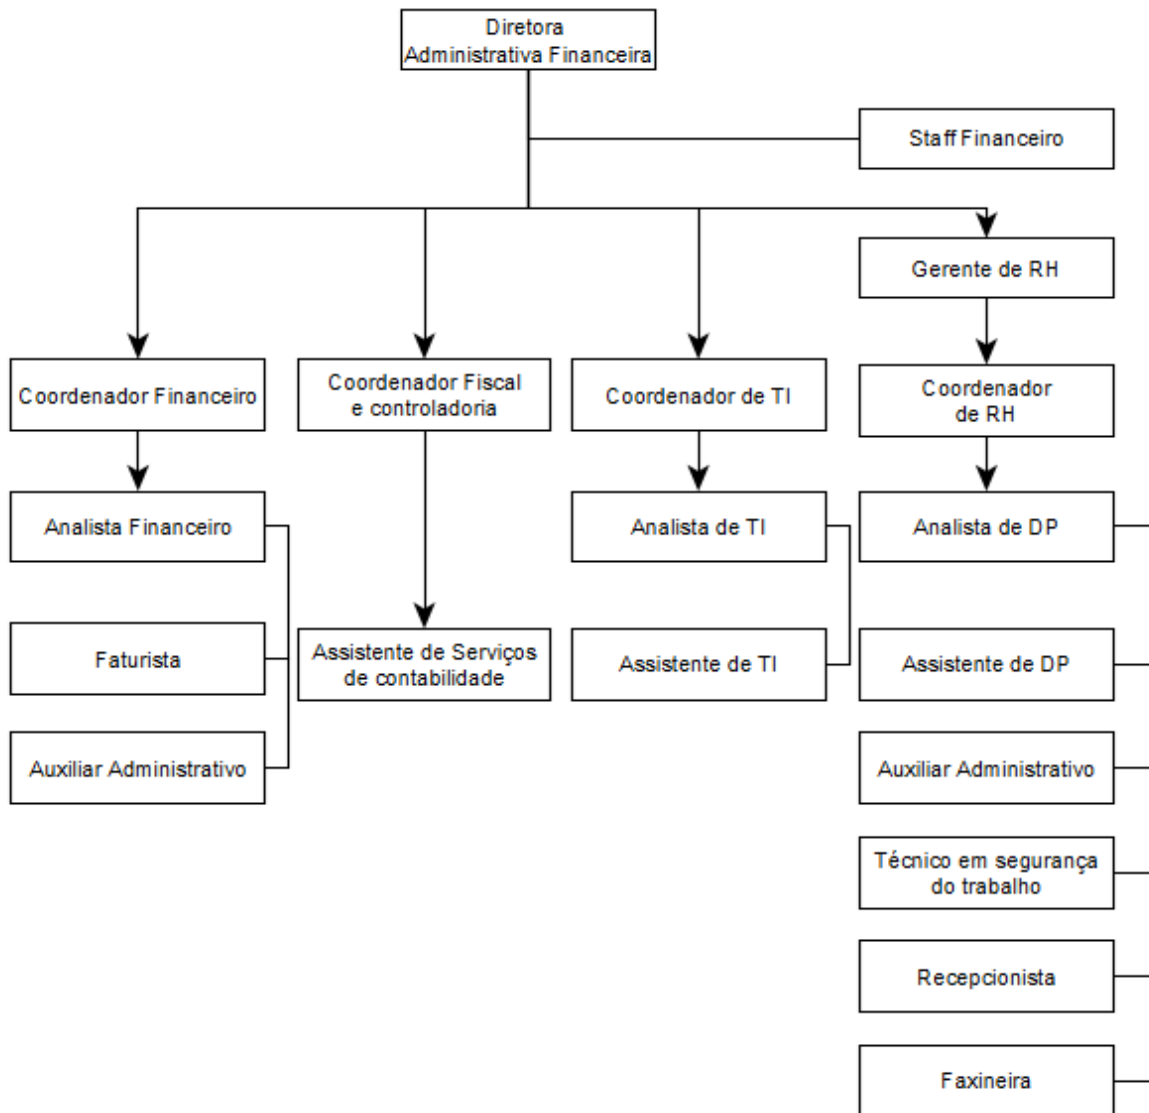 Diretora
Administrativa Financeira
Staff Financeiro
Gerente de RH
Coordenador Financeiro
Coordenador Fiscal
e controladoria
Coordenador de TI
Coordenador
de RH
Analista Financeiro
Analista de TI
Analista de DP
Faturista
Assistente de Serviços
de contabilidade
Assistente de TI
Assistente de DP
Auxiliar Administrativo
Auxiliar Administrativo
Técnico em segurança
do trabalho
Recepcionista
Faxineira